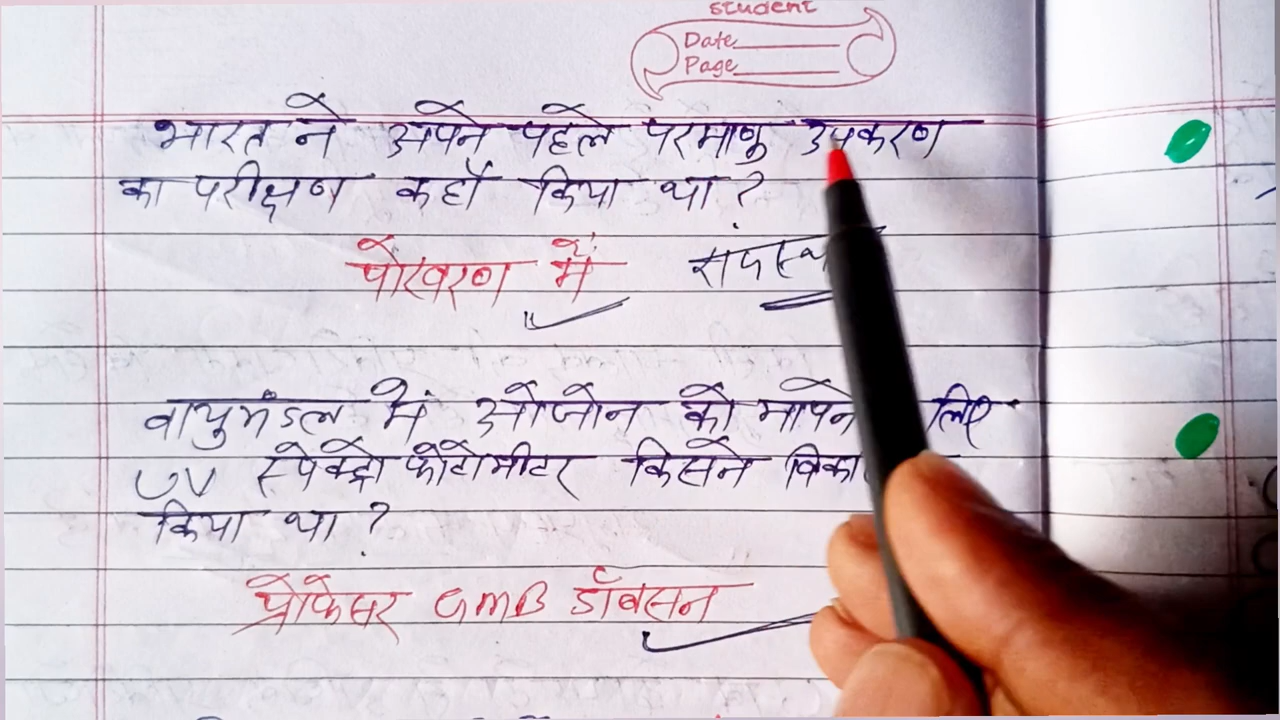 student
Date
Page
भारत ने अपने पहले परमाणु उपकरण
का परीक्षण कहाँ किया था?
पोखरण में
वायुमंडल में ओजोन को मापने लिए
UV स्पेक्ट्रो फोटोमीटर किसने
किया था?
प्रोफेसर GMB डॉबसन